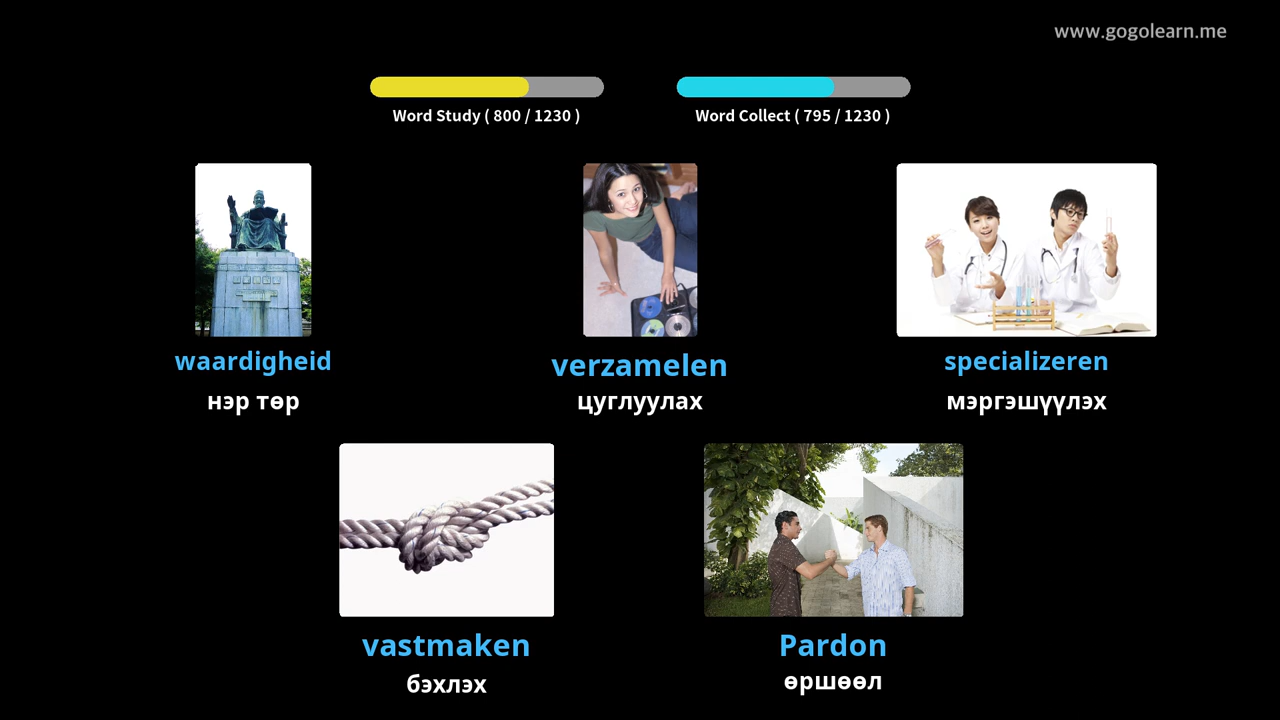 www.gogolearn.me
Word Study ( 800 / 1230 )
Word Collect ( 795 / 1230 )
waardigheid
нэр төр
verzamelen
цуглуулах
specializeren
мэргэшүүлэх
vastmaken
бэхлэх
Pardon
өршөөл